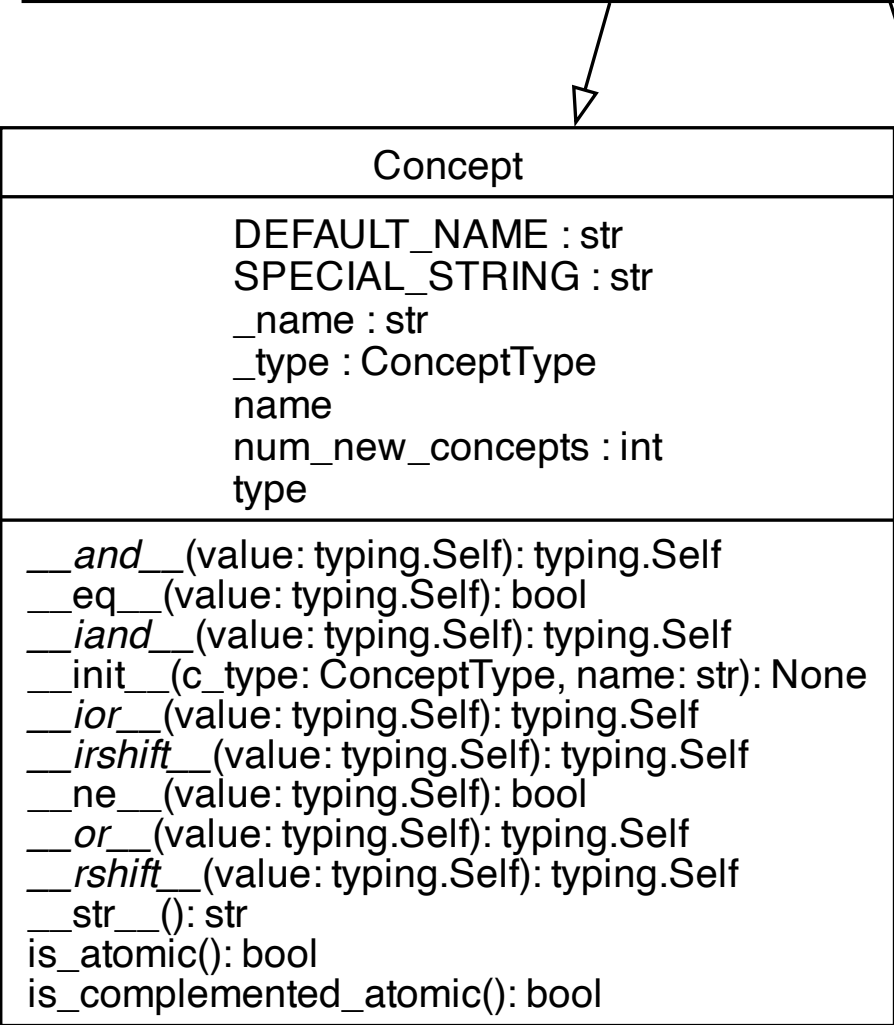 Concept
DEFAULT_NAME : str
SPECIAL_STRING : str
_name : str
_type : ConceptType
name
num_new_concepts : int
type
__and__(value: typing.Self): typing.Self
__eq__(value: typing.Self): bool
__iand__(value: typing.Self): typing.Self
__init__(c_type: ConceptType, name: str): None
__ior__(value: typing.Self): typing.Self
__irshift__(value: typing.Self): typing.Self
__ne__(value: typing.Self): bool
__or__(value: typing.Self): typing.Self
__rshift__(value: typing.Self): typing.Self
__str__(): str
is_atomic(): bool
is_complemented_atomic(): bool